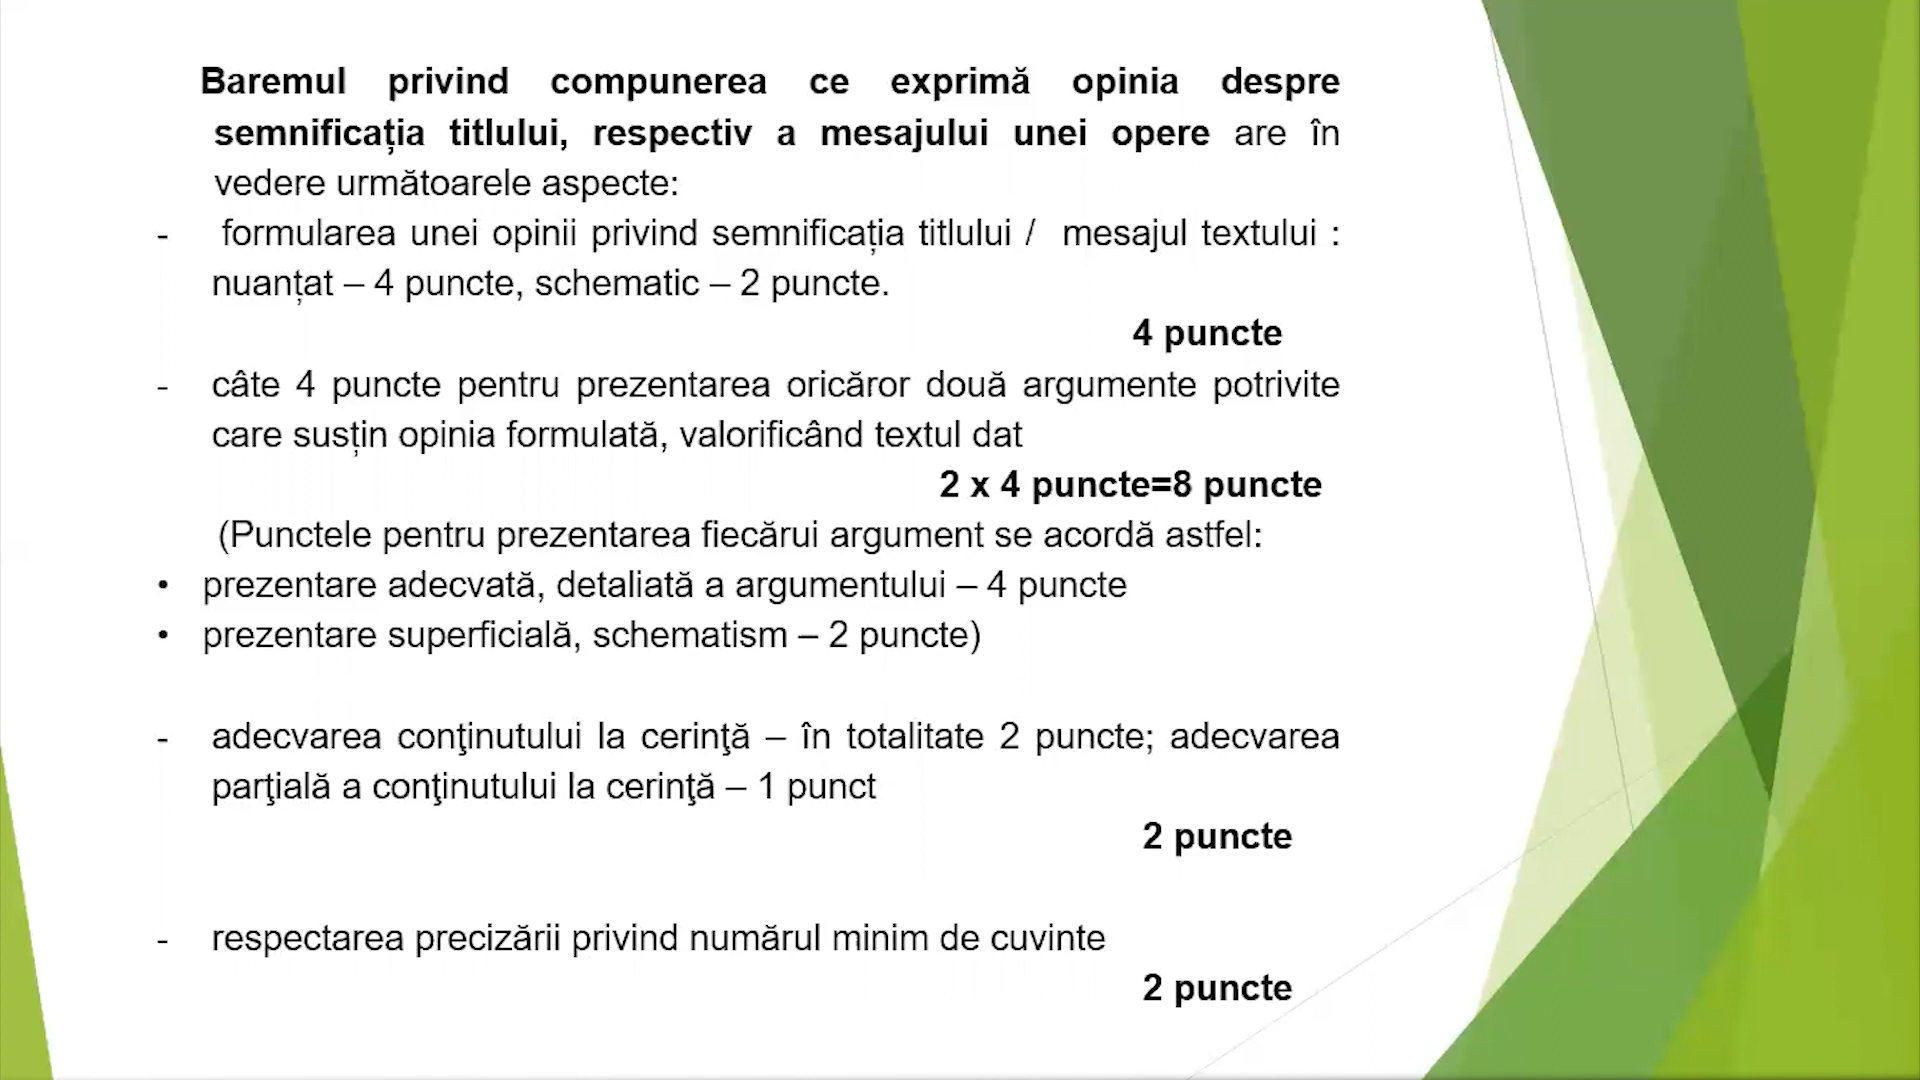 Baremul privind compunerea ce exprimă opinia despre
semnificația titlului, respectiv a mesajului unei opere are în
vedere următoarele aspecte:
- formularea unei opinii privind semnificația titlului / mesajul textului :
nuanțat – 4 puncte, schematic – 2 puncte.
4 puncte
- câte 4 puncte pentru prezentarea oricăror două argumente potrivite
care susțin opinia formulată, valorificând textul dat
2 x 4 puncte=8 puncte
(Punctele pentru prezentarea fiecărui argument se acordă astfel:
• prezentare adecvată, detaliată a argumentului – 4 puncte
• prezentare superficială, schematism – 2 puncte)
- adecvarea conţinutului la cerinţă – în totalitate 2 puncte; adecvarea
parţială a conţinutului la cerinţă – 1 punct
2 puncte
- respectarea precizării privind numărul minim de cuvinte
2 puncte